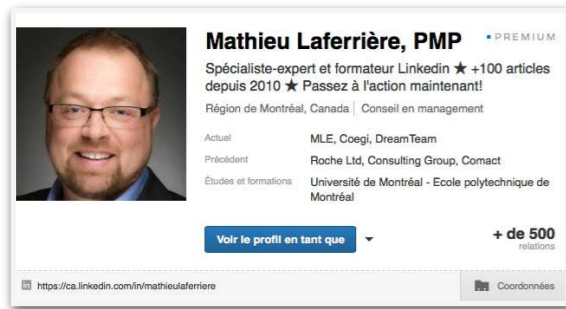 Mathieu Laferrière, PMP
• PREMIUM
Spécialiste-expert et formateur Linkedin ★ +100 articles
depuis 2010 ★ Passez à l'action maintenant!
Région de Montréal, Canada | Conseil en management
Actuel MLE, Coegi, DreamTeam
Précédent Roche Ltd, Consulting Group, Comact
Études et formations Université de Montréal - Ecole polytechnique de
Montréal
Voir le profil en tant que
+ de 500
relations
in https://ca.linkedin.com/in/mathieulaferriere
Coordonnées